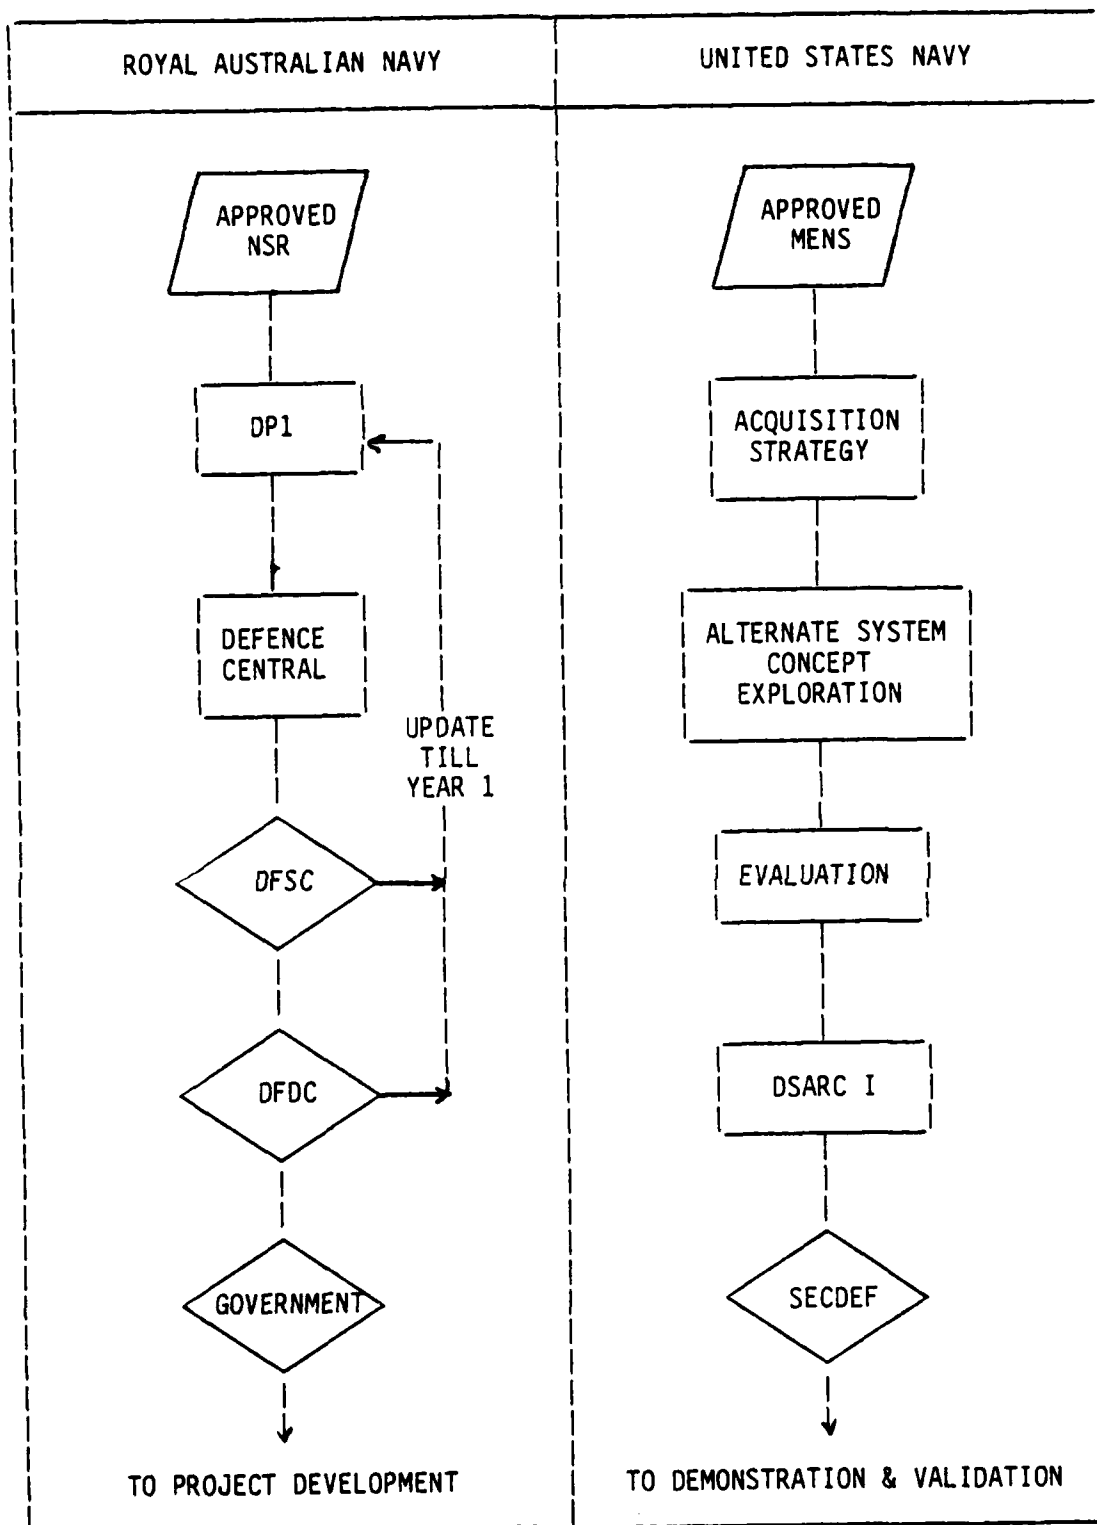 ROYAL AUSTRALIAN NAVY
APPROVED
NSR
DP1
DEFENCE
CENTRAL
UPDATE
TILL
YEAR 1
DFSC
DFDC
GOVERNMENT
TO PROJECT DEVELOPMENT
UNITED STATES NAVY
APPROVED
MENS
ACQUISITION
STRATEGY
ALTERNATE SYSTEM
CONCEPT
EXPLORATION
EVALUATION
DSARC I
SECDEF
TO DEMONSTRATION & VALIDATION